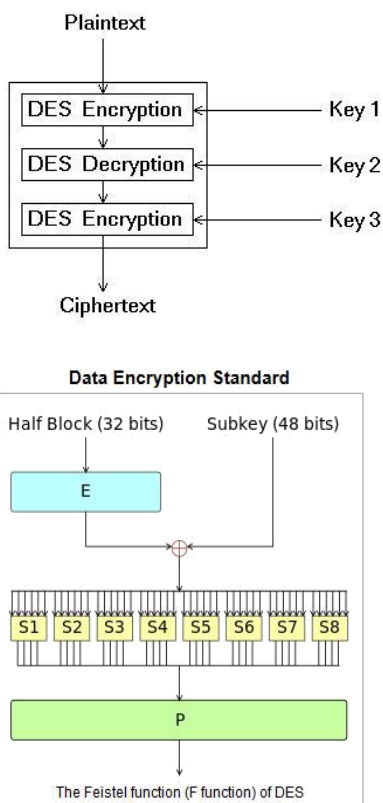 Plaintext
DES Encryption Key 1
DES Decryption Key 2
DES Encryption Key 3
Ciphertext
Data Encryption Standard
Half Block (32 bits) Subkey (48 bits)
E
S1 S2 S3 S4 S5 S6 S7 S8
P
The Feistel function (F function) of DES